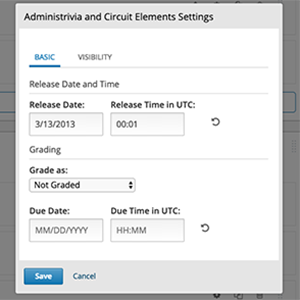 Administrivia and Circuit Elements Settings
BASIC VISIBILITY
Release Date and Time
Release Date: Release Time in UTC:
3/13/2013 00:01
Grading
Grade as:
Not Graded
Due Date: Due Time in UTC:
MM/DD/YYYY HH:MM
Save Cancel